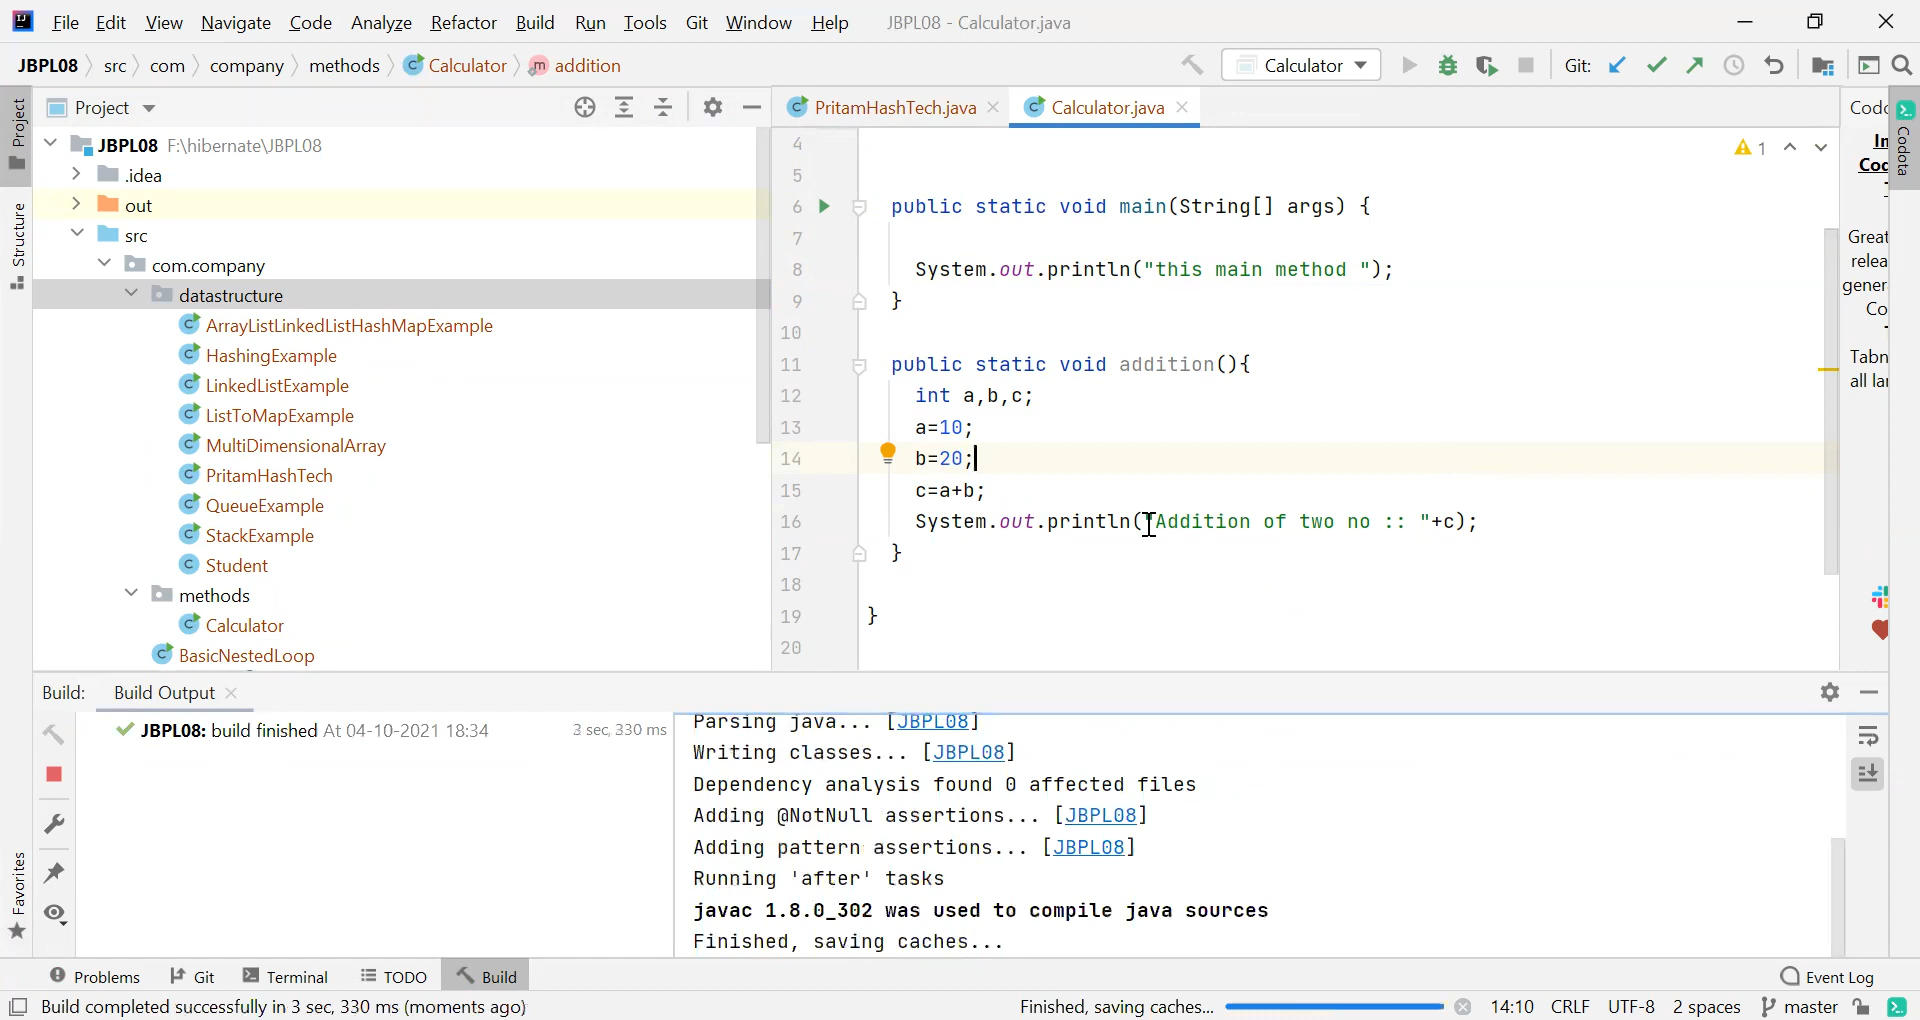 File Edit View Navigate Code Analyze Refactor Build Run Tools Git Window Help JBPL08 - Calculator.java
JBPL08 src com company methods Calculator addition
Calculator Git:
Project
PritamHashTech.java Calculator.java
Project
Structure
Favorites
JBPL08 F:\hibernate\JBPL08
.idea
out
src
com.company
datastructure
ArrayListLinkedListHashMapExample
HashingExample
LinkedListExample
ListToMapExample
MultiDimensionalArray
PritamHashTech
QueueExample
StackExample
Student
methods
Calculator
BasicNestedLoop
1
4
5
6 public static void main(String[] args) {
7
8 System.out.println("this main method ");
9 }
10
11 public static void addition(){
12 int a,b,c;
13 a=10;
14 b=20;
15 c=a+b;
16 System.out.println("Addition of two no :: "+c);
17 }
18
19 }
20
Codota
Great
relea
gener
Co
Tabn
all la
Build: Build Output
JBPL08: build finished At 04-10-2021 18:34 3 sec, 330 ms
Parsing java... [JBPL08]
Writing classes... [JBPL08]
Dependency analysis found 0 affected files
Adding @NotNull assertions... [JBPL08]
Adding pattern assertions... [JBPL08]
Running 'after' tasks
javac 1.8.0_302 was used to compile java sources
Finished, saving caches...
Problems Git Terminal TODO Build Event Log
Build completed successfully in 3 sec, 330 ms (moments ago) Finished, saving caches... 14:10 CRLF UTF-8 2 spaces master